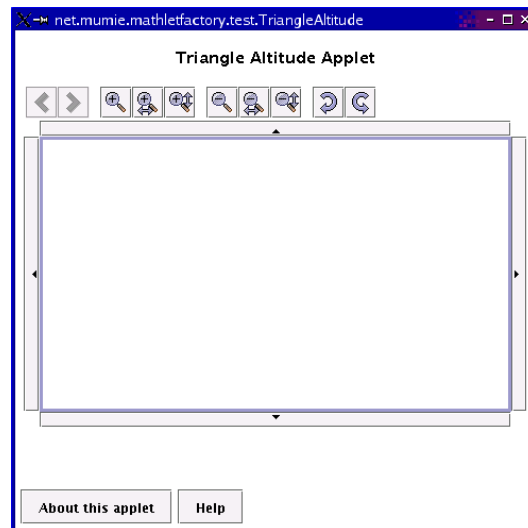 net.mumie.mathletfactory.test.TriangleAltitude
Triangle Altitude Applet
About this applet
Help